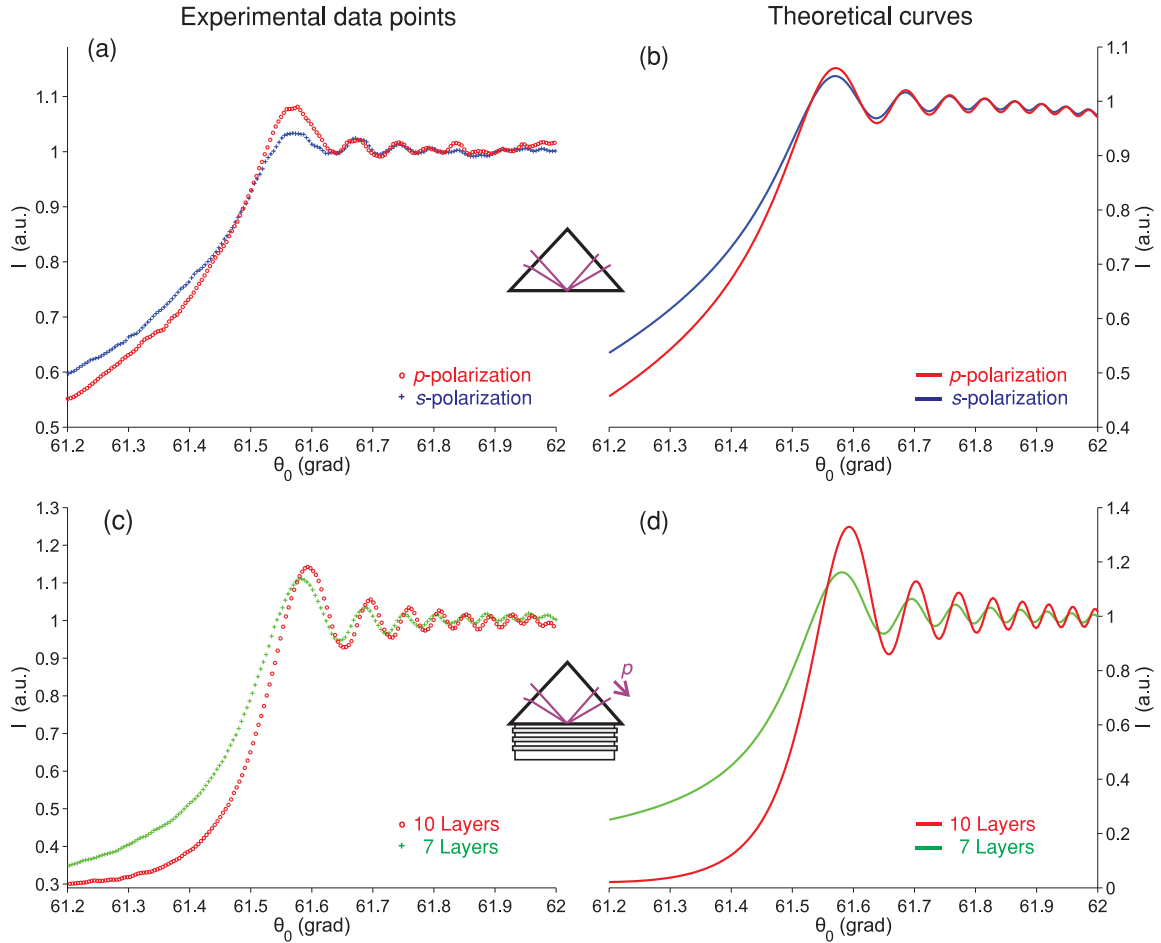 Experimental data points
Theoretical curves
(a)
1.1
1
0.9
0.8
0.7
0.6
0.5
I (a.u.)
61.2 61.3 61.4 61.5 61.6 61.7 61.8 61.9 62
θ0 (grad)
p-polarization
s-polarization
(b)
1.1
1
0.9
0.8
0.7
0.6
0.5
0.4
I (a.u.)
61.2 61.3 61.4 61.5 61.6 61.7 61.8 61.9 62
θ0 (grad)
p-polarization
s-polarization
(c)
1.3
1.2
1.1
1
0.9
0.8
0.7
0.6
0.5
0.4
0.3
I (a.u.)
61.2 61.3 61.4 61.5 61.6 61.7 61.8 61.9 62
θ0 (grad)
10 Layers
7 Layers
p
(d)
1.4
1.2
1
0.8
0.6
0.4
0.2
0
I (a.u.)
61.2 61.3 61.4 61.5 61.6 61.7 61.8 61.9 62
θ0 (grad)
10 Layers
7 Layers